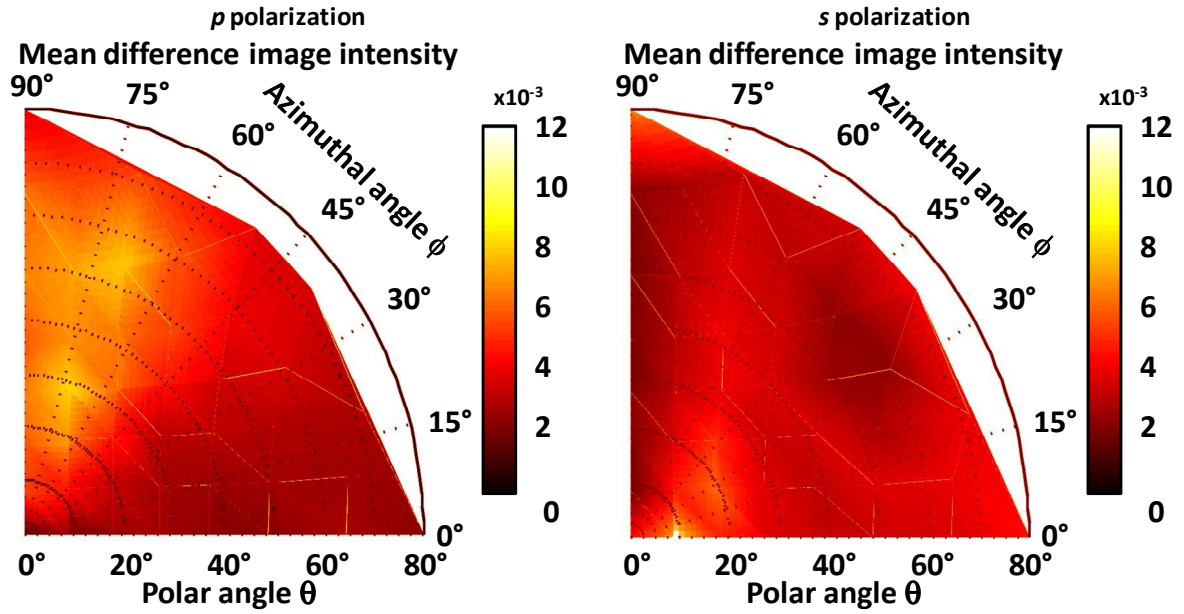 p polarization
Mean difference image intensity
90°
75°
60°
45°
30°
15°
0°
Azimuthal angle ϕ
x10-3
12
10
8
6
4
2
0
0° 20° 40° 60° 80°
Polar angle θ
s polarization
Mean difference image intensity
90°
75°
60°
45°
30°
15°
0°
Azimuthal angle ϕ
x10-3
12
10
8
6
4
2
0
0° 20° 40° 60° 80°
Polar angle θ